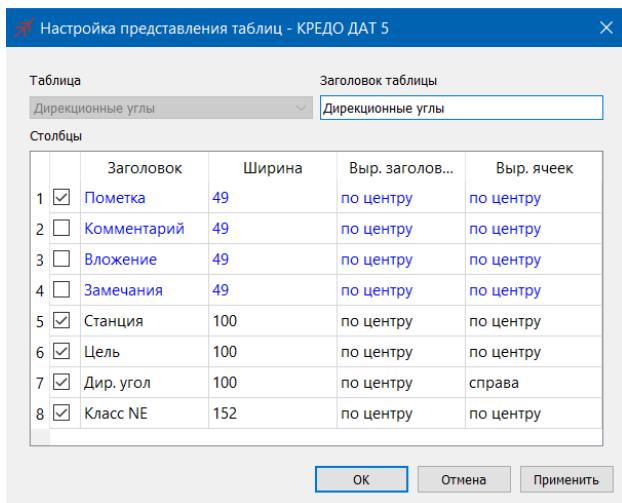 Настройка представления таблиц - КРЕДО ДАТ 5
Таблица Заголовок таблицы
Дирекционные углы Дирекционные углы
Столбцы
Заголовок Ширина Выр. заголов... Выр. ячеек
1 Пометка 49 по центру по центру
2 Комментарий 49 по центру по центру
3 Вложение 49 по центру по центру
4 Замечания 49 по центру по центру
5 Станция 100 по центру по центру
6 Цель 100 по центру по центру
7 Дир. угол 100 по центру справа
8 Класс NE 152 по центру по центру
ОК Отмена Применить